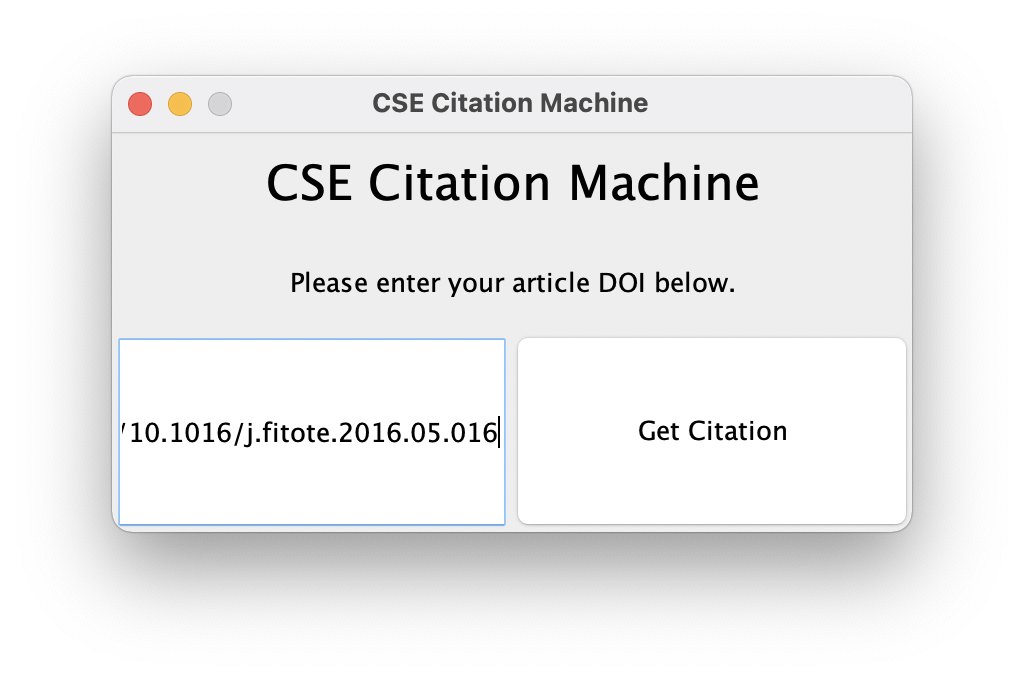 CSE Citation Machine
CSE Citation Machine
Please enter your article DOI below.
/10.1016/j.fitote.2016.05.016
Get Citation